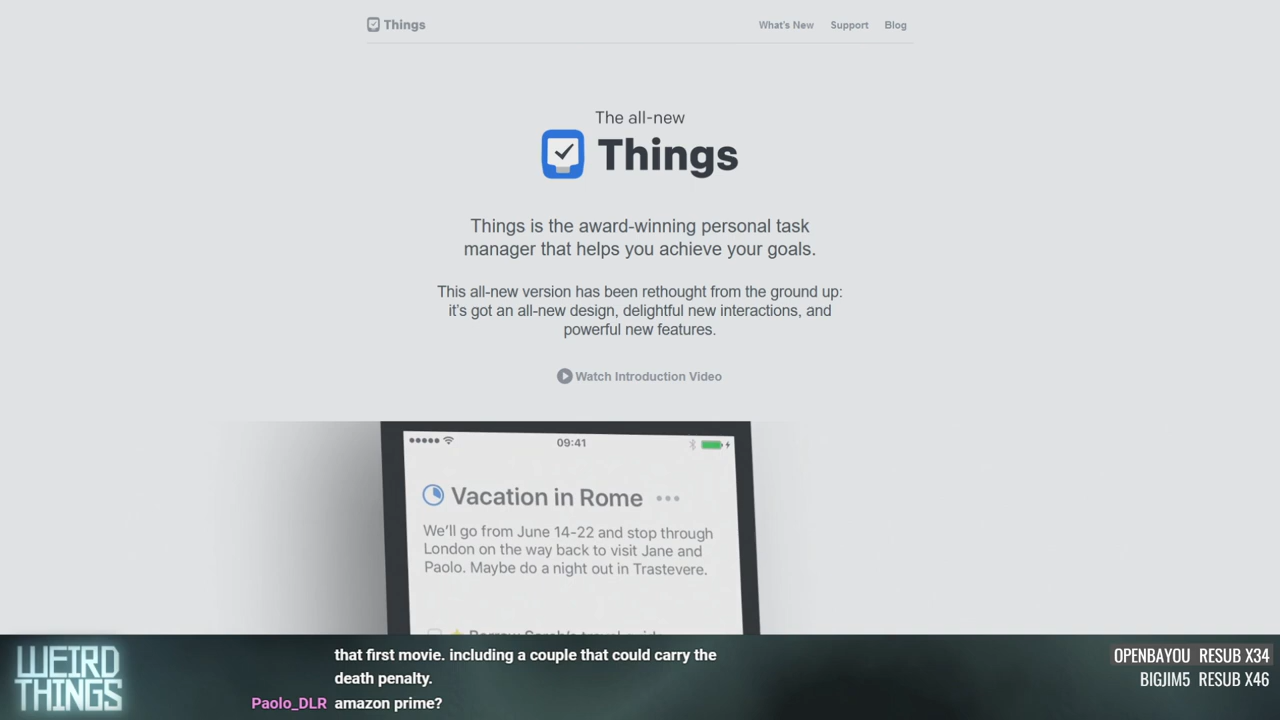 Things
What's New Support Blog
The all-new
Things
Things is the award-winning personal task
manager that helps you achieve your goals.
This all-new version has been rethought from the ground up:
it's got an all-new design, delightful new interactions, and
powerful new features.
Watch Introduction Video
09:41
Vacation in Rome
We'll go from June 14-22 and stop through
London on the way back to visit Jane and
Paolo. Maybe do a night out in Trastevere.
WEIRD
THINGS
that first movie. including a couple that could carry the
death penalty.
Paolo_DLR amazon prime?
OPENBAYOU RESUB X34
BIGJIM5 RESUB X46